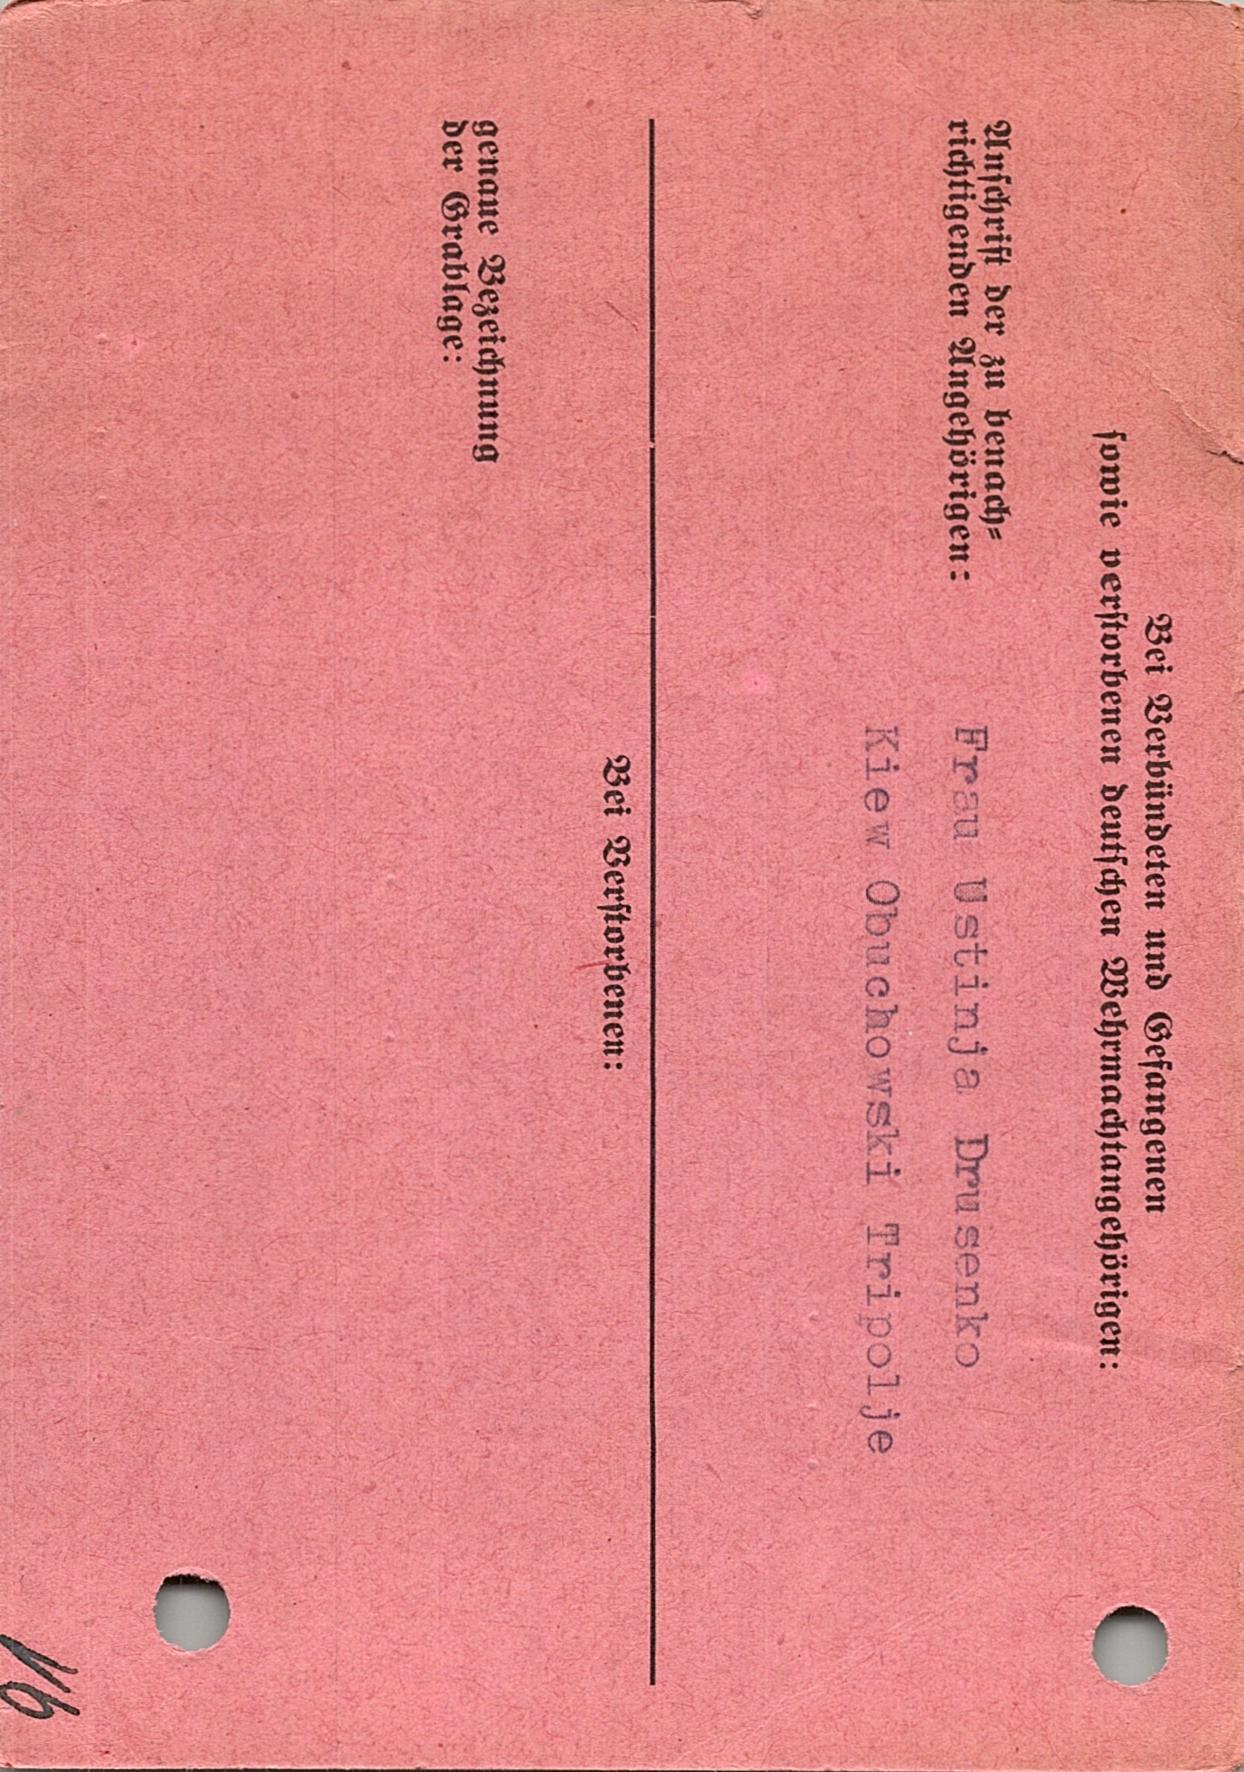 Bei Verbündeten und Gefangenen
sowie verstorbenen deutschen Wehrmachtangehörigen:
Anschrift der zu benach-
richtigenden Angehörigen:
Frau Ustinja Drusenko
Kiew Obuchowski Tripolje
Bei Verstorbenen:
genaue Bezeichnung
der Grablage: